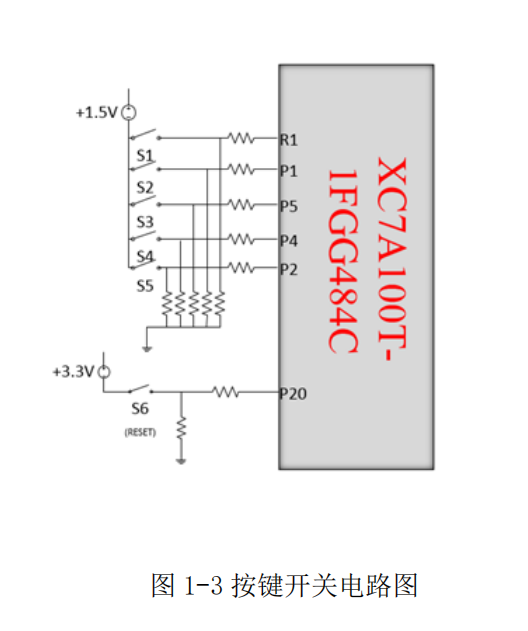 +1.5V
R1
S1
P1
S2
P5
S3
P4
S4
P2
S5
XC7A100T-
1FGG484C
+3.3V
P20
S6
(RESET)
图 1-3 按键开关电路图